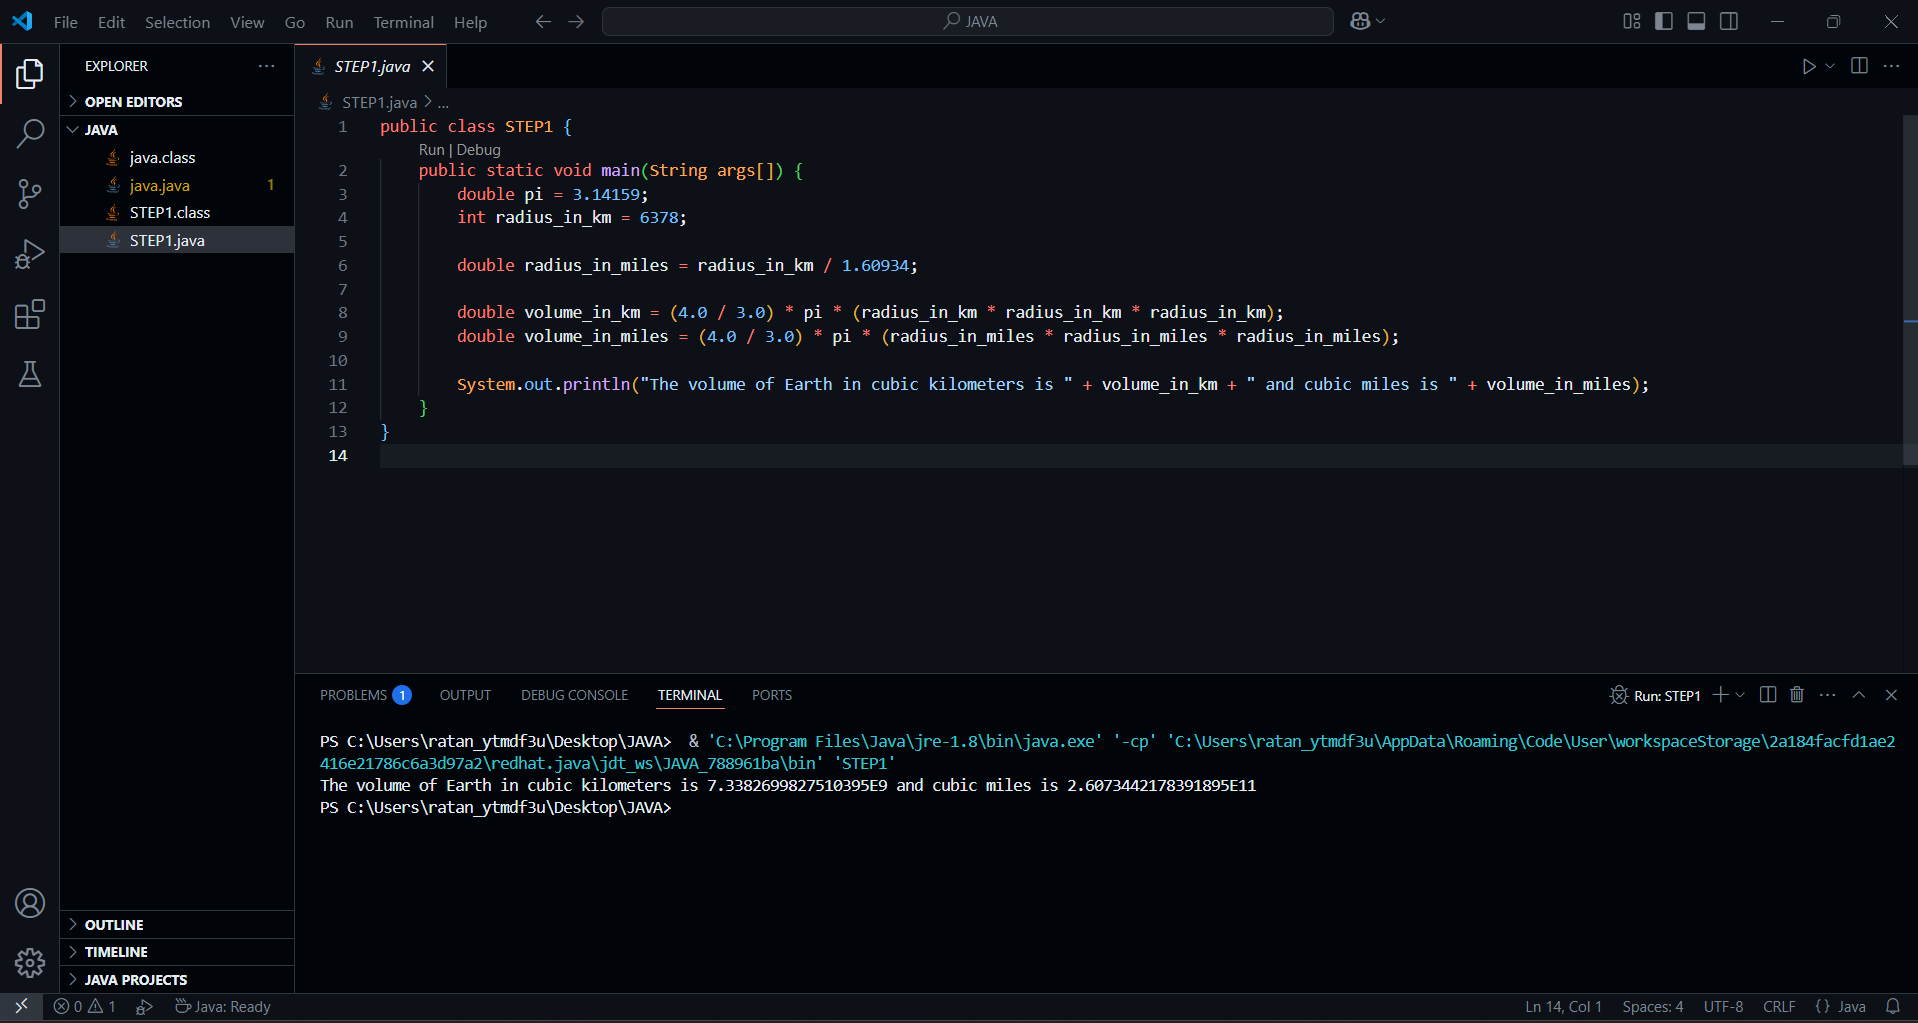 File Edit Selection View Go Run Terminal Help JAVA
EXPLORER
OPEN EDITORS
JAVA
java.class
java.java 1
STEP1.class
STEP1.java
OUTLINE
TIMELINE
JAVA PROJECTS
STEP1.java
STEP1.java > ...
1 public class STEP1 {
Run | Debug
2 public static void main(String args[]) {
3 double pi = 3.14159;
4 int radius_in_km = 6378;
5
6 double radius_in_miles = radius_in_km / 1.60934;
7
8 double volume_in_km = (4.0 / 3.0) * pi * (radius_in_km * radius_in_km * radius_in_km);
9 double volume_in_miles = (4.0 / 3.0) * pi * (radius_in_miles * radius_in_miles * radius_in_miles);
10
11 System.out.println("The volume of Earth in cubic kilometers is " + volume_in_km + " and cubic miles is " + volume_in_miles);
12 }
13 }
14
PROBLEMS 1 OUTPUT DEBUG CONSOLE TERMINAL PORTS Run: STEP1
PS C:\Users\ratan_ytmdf3u\Desktop\JAVA> & 'C:\Program Files\Java\jre-1.8\bin\java.exe' '-cp' 'C:\Users\ratan_ytmdf3u\AppData\Roaming\Code\User\workspaceStorage\2a184facfd1ae2
416e21786c6a3d97a2\redhat.java\jdt_ws\JAVA_788961ba\bin' 'STEP1'
The volume of Earth in cubic kilometers is 7.3382699827510395E9 and cubic miles is 2.6073442178391895E11
PS C:\Users\ratan_ytmdf3u\Desktop\JAVA>
0 1 Java: Ready Ln 14, Col 1 Spaces: 4 UTF-8 CRLF {} Java